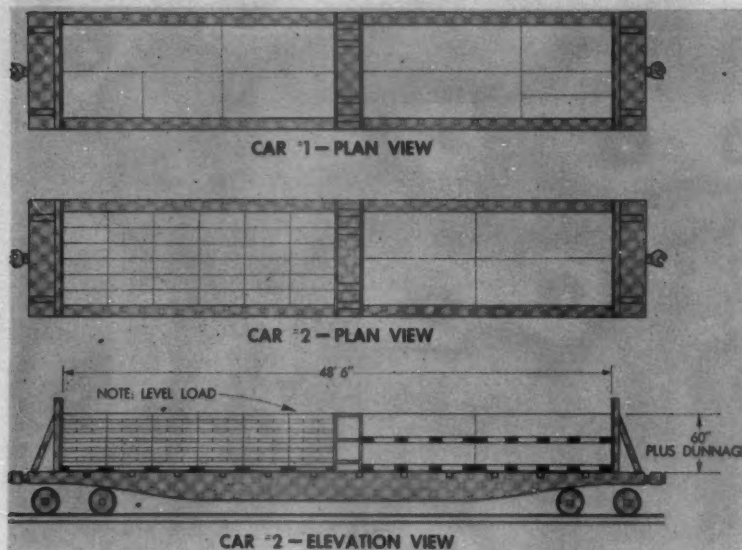 CAR #1—PLAN VIEW
CAR #2—PLAN VIEW
48' 6"
NOTE: LEVEL LOAD
60"
PLUS DUNNAGE
CAR #2—ELEVATION VIEW